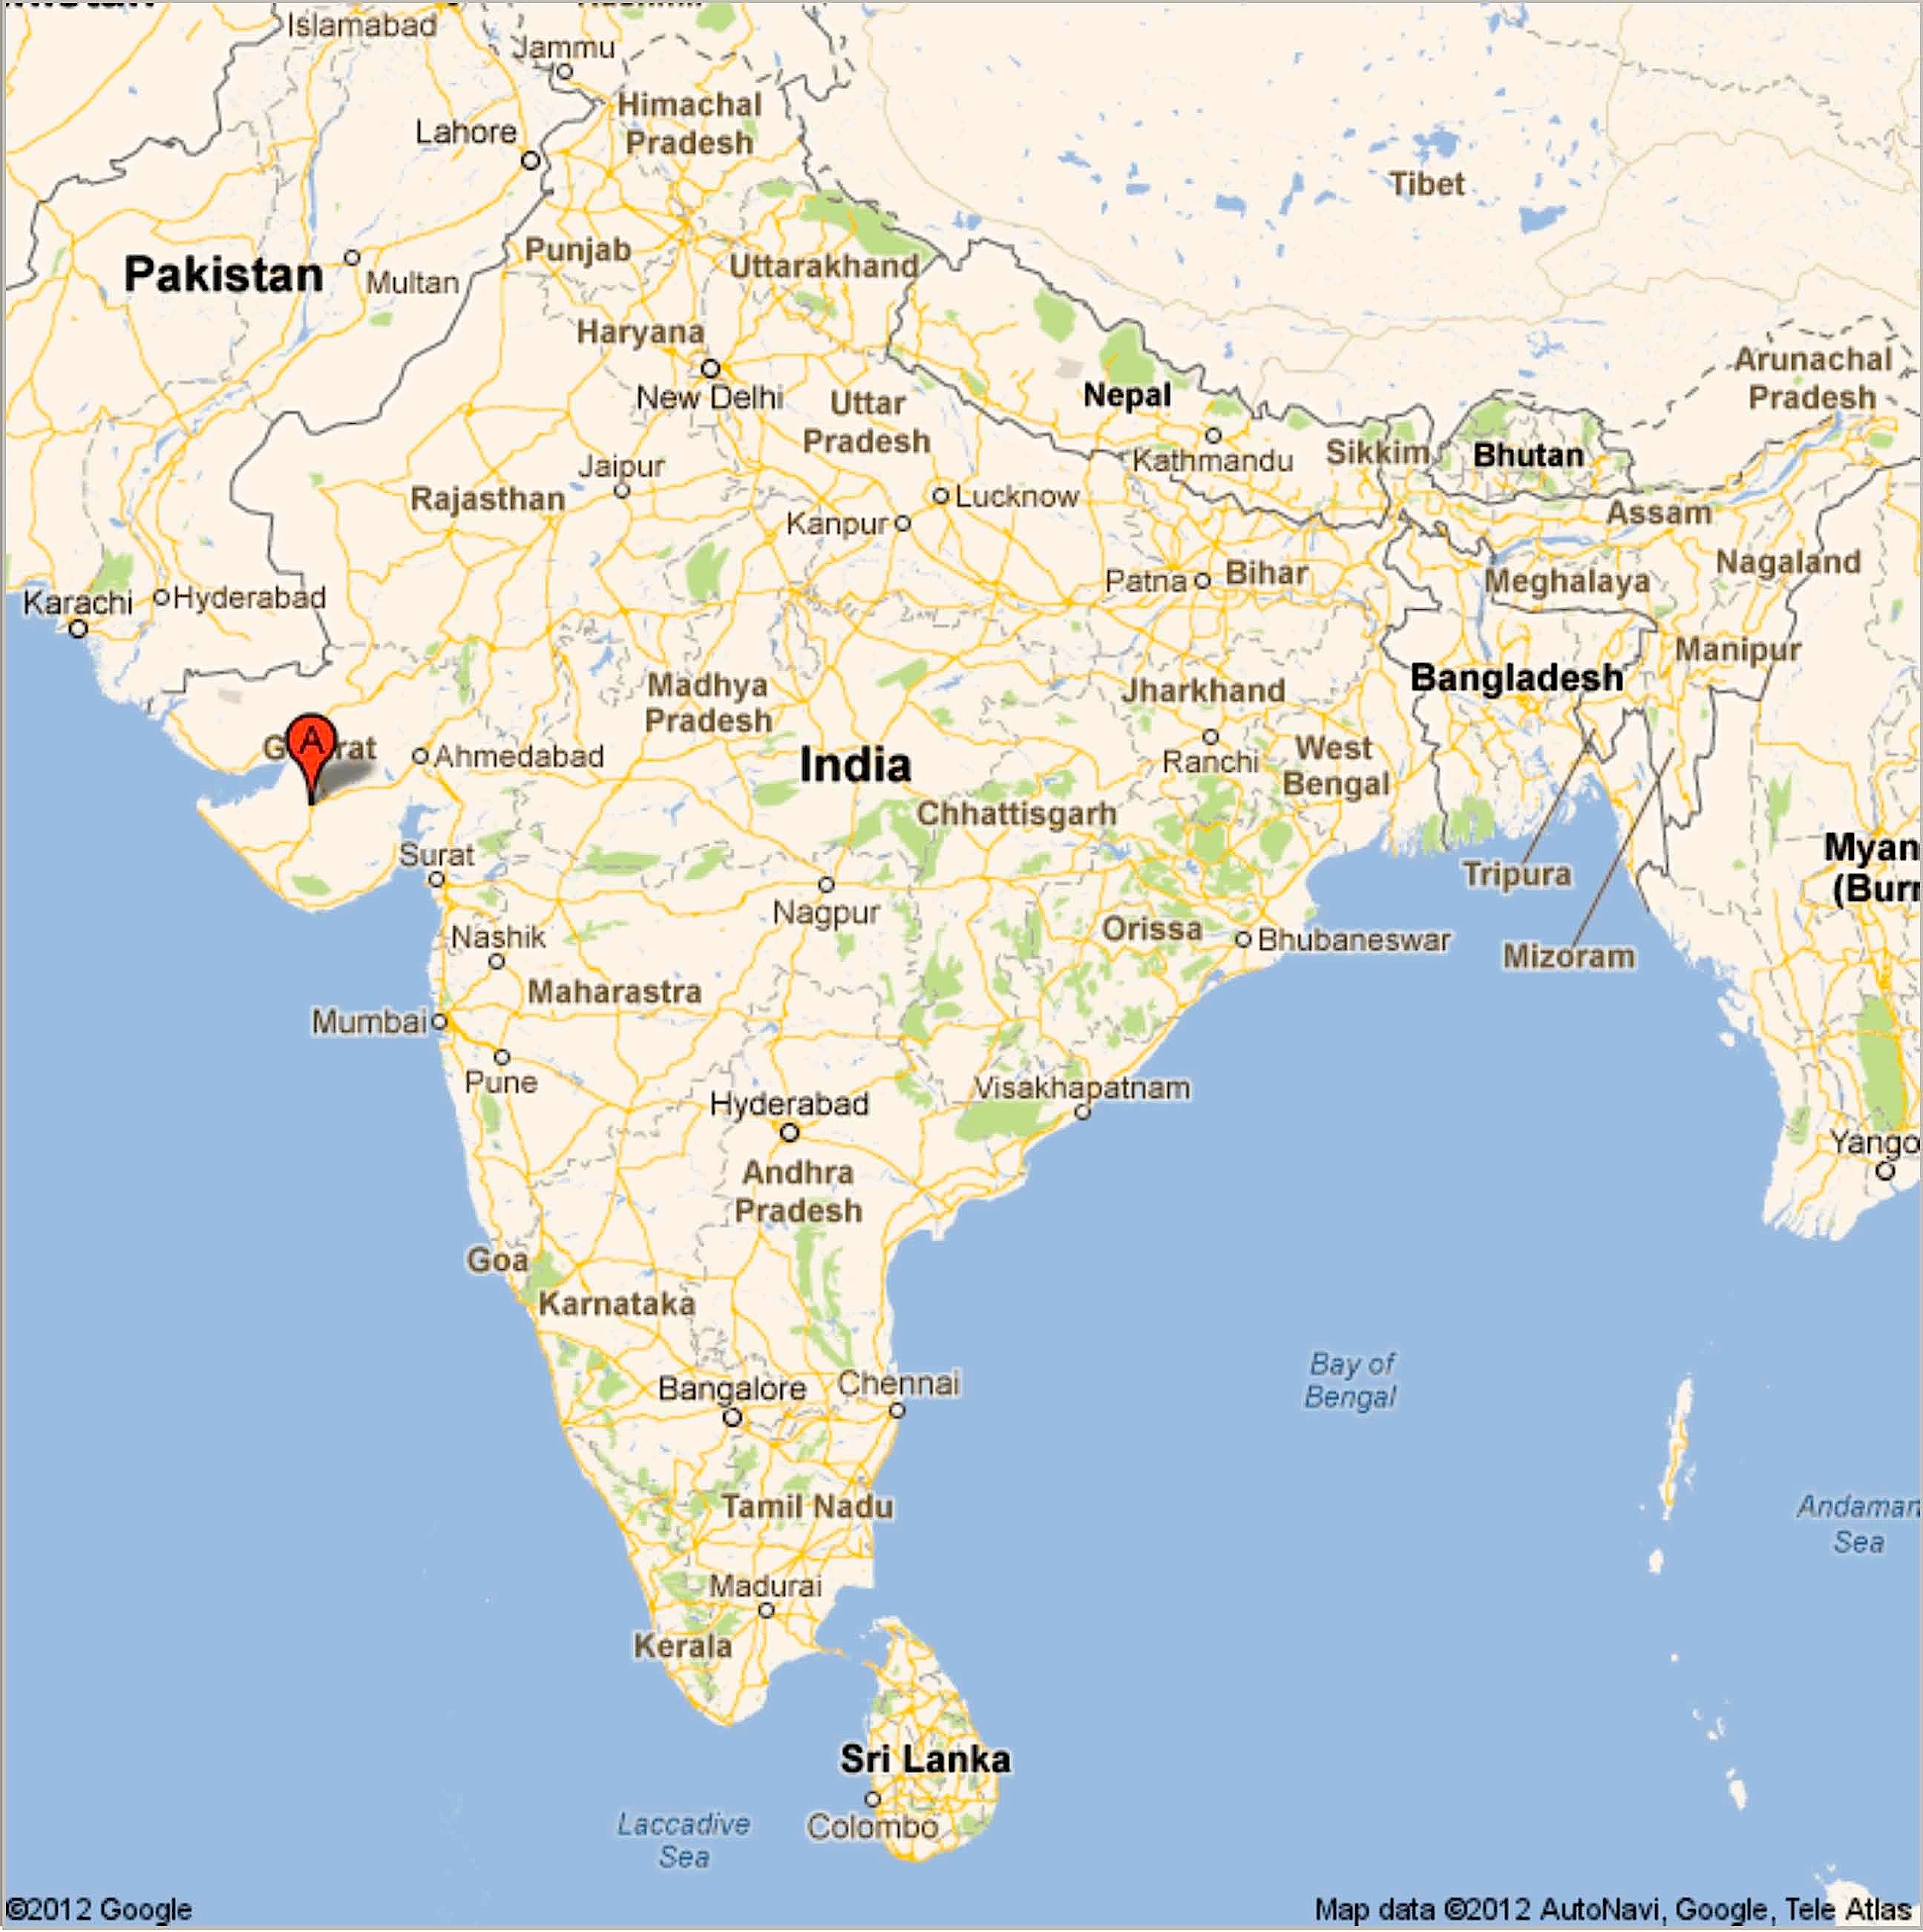 Islamabad
Jammu
Himachal
Pradesh
Lahore
Tibet
Punjab
Uttarakhand
Pakistan
Multan
Haryana
New Delhi
Uttar
Pradesh
Nepal
Kathmandu
Sikkim
Bhutan
Arunachal
Pradesh
Jaipur
Rajasthan
Lucknow
Kanpur
Assam
Nagaland
Patna
Bihar
Meghalaya
Karachi
Hyderabad
Manipur
Bangladesh
Madhya
Pradesh
Jharkhand
A
Ahmedabad
India
Ranchi
West
Bengal
Chhattisgarh
Surat
Tripura
Myan
(Burr
Nagpur
Nashik
Orissa
Bhubaneswar
Mizoram
Maharastra
Mumbai
Pune
Visakhapatnam
Hyderabad
Yango
Andhra
Pradesh
Goa
Karnataka
Bay of
Bengal
Bangalore
Chennai
Tamil Nadu
Andaman
Sea
Madurai
Kerala
Sri Lanka
Colombo
Laccadive
Sea
©2012 Google
Map data ©2012 AutoNavi, Google, Tele Atlas